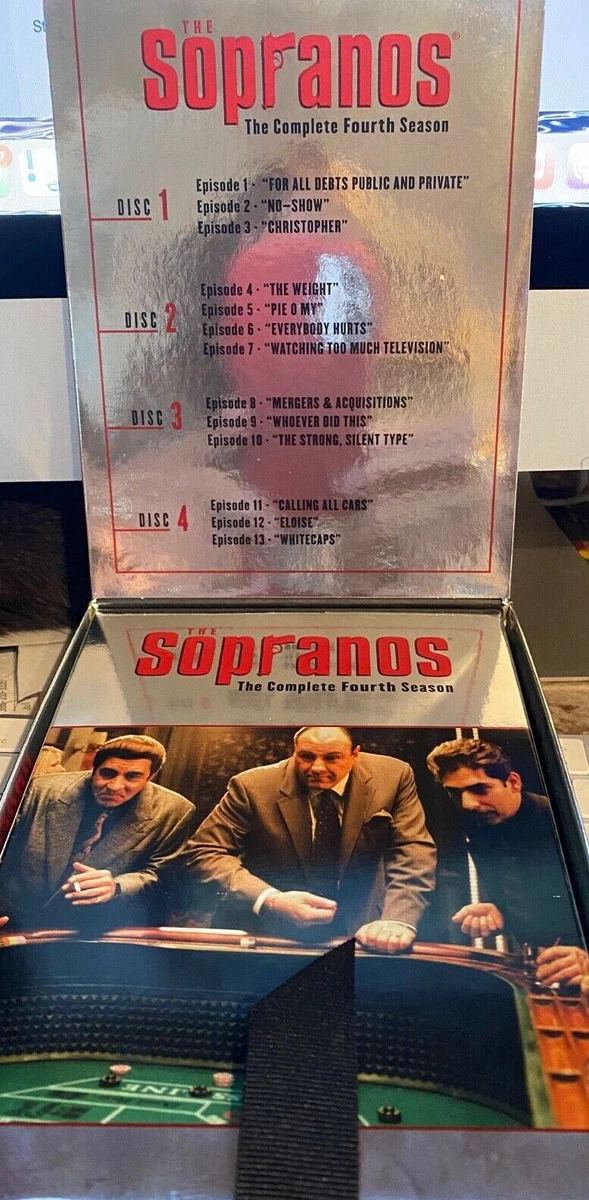 THE
Sopranos®
The Complete Fourth Season
DISC 1
Episode 1 - "FOR ALL DEBTS PUBLIC AND PRIVATE"
Episode 2 - "NO-SHOW"
Episode 3 - "CHRISTOPHER"
DISC 2
Episode 4 - "THE WEIGHT"
Episode 5 - "PIE O MY"
Episode 6 - "EVERYBODY HURTS"
Episode 7 - "WATCHING TOO MUCH TELEVISION"
DISC 3
Episode 8 - "MERGERS & ACQUISITIONS"
Episode 9 - "WHOEVER DID THIS"
Episode 10 - "THE STRONG, SILENT TYPE"
DISC 4
Episode 11 - "CALLING ALL CARS"
Episode 12 - "ELOISE"
Episode 13 - "WHITECAPS"
THE
Sopranos
The Complete Fourth Season